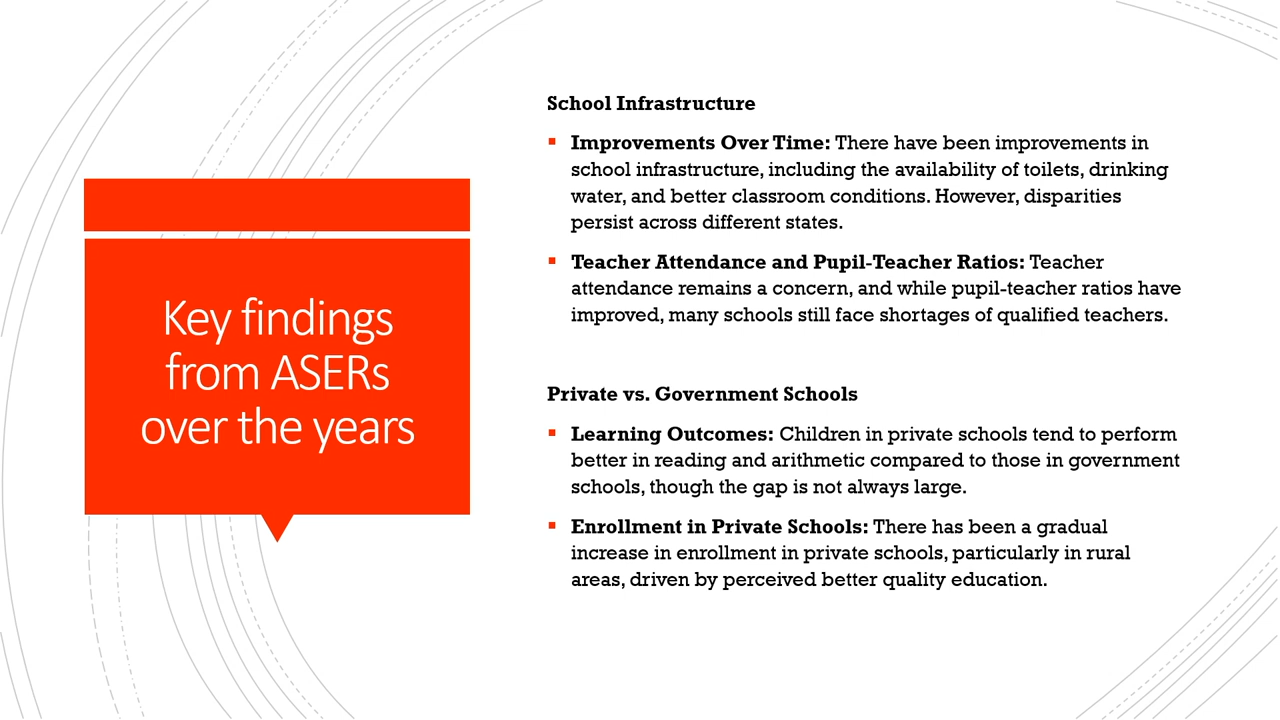 Key findings
from ASERs
over the years
School Infrastructure
▪ Improvements Over Time: There have been improvements in
school infrastructure, including the availability of toilets, drinking
water, and better classroom conditions. However, disparities
persist across different states.
▪ Teacher Attendance and Pupil-Teacher Ratios: Teacher
attendance remains a concern, and while pupil-teacher ratios have
improved, many schools still face shortages of qualified teachers.
Private vs. Government Schools
▪ Learning Outcomes: Children in private schools tend to perform
better in reading and arithmetic compared to those in government
schools, though the gap is not always large.
▪ Enrollment in Private Schools: There has been a gradual
increase in enrollment in private schools, particularly in rural
areas, driven by perceived better quality education.